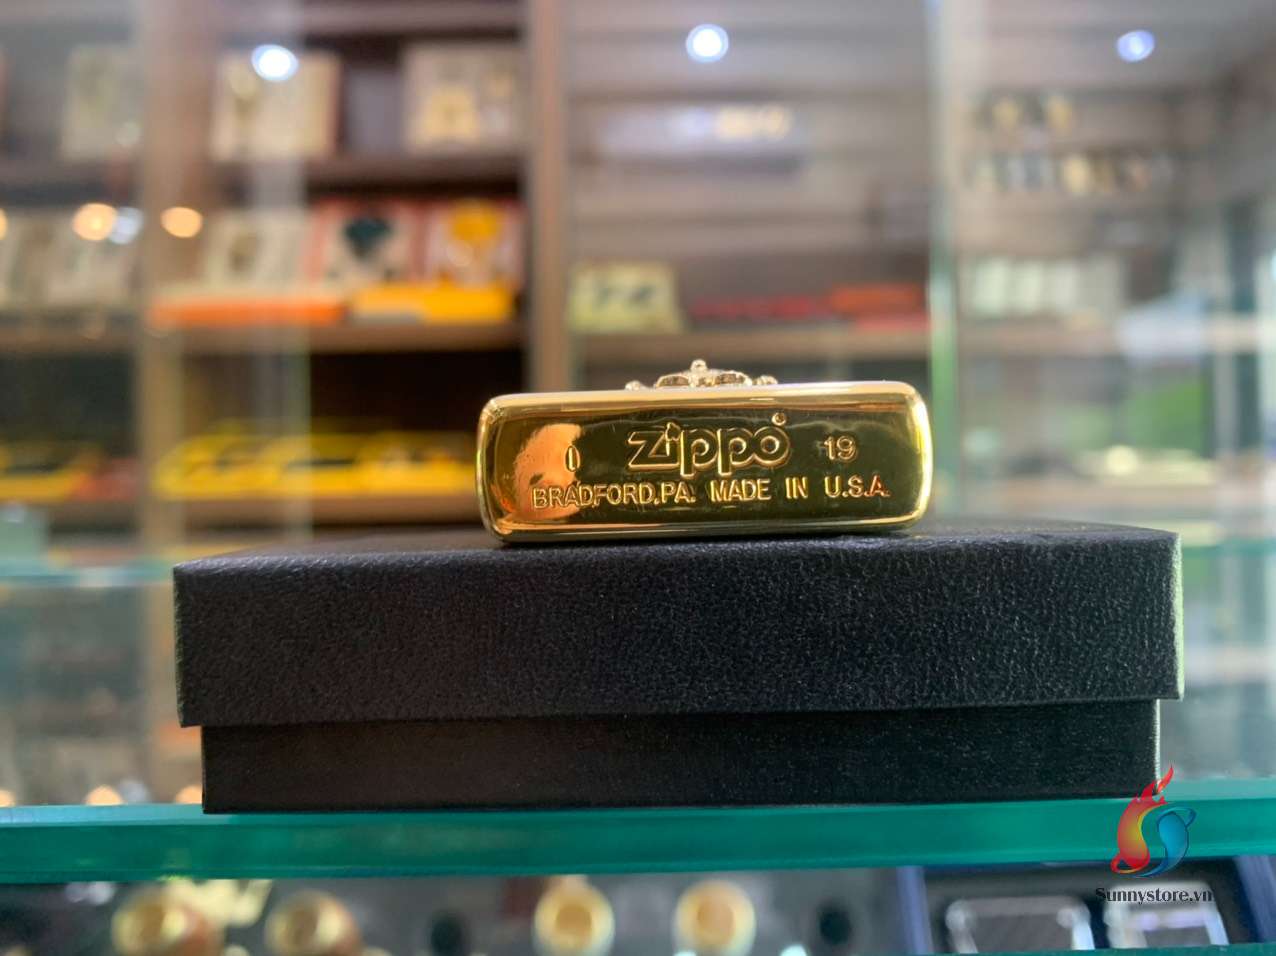 I zippo 19
BRADFORD,PA. MADE IN U.S.A.
Sunnystore.vn